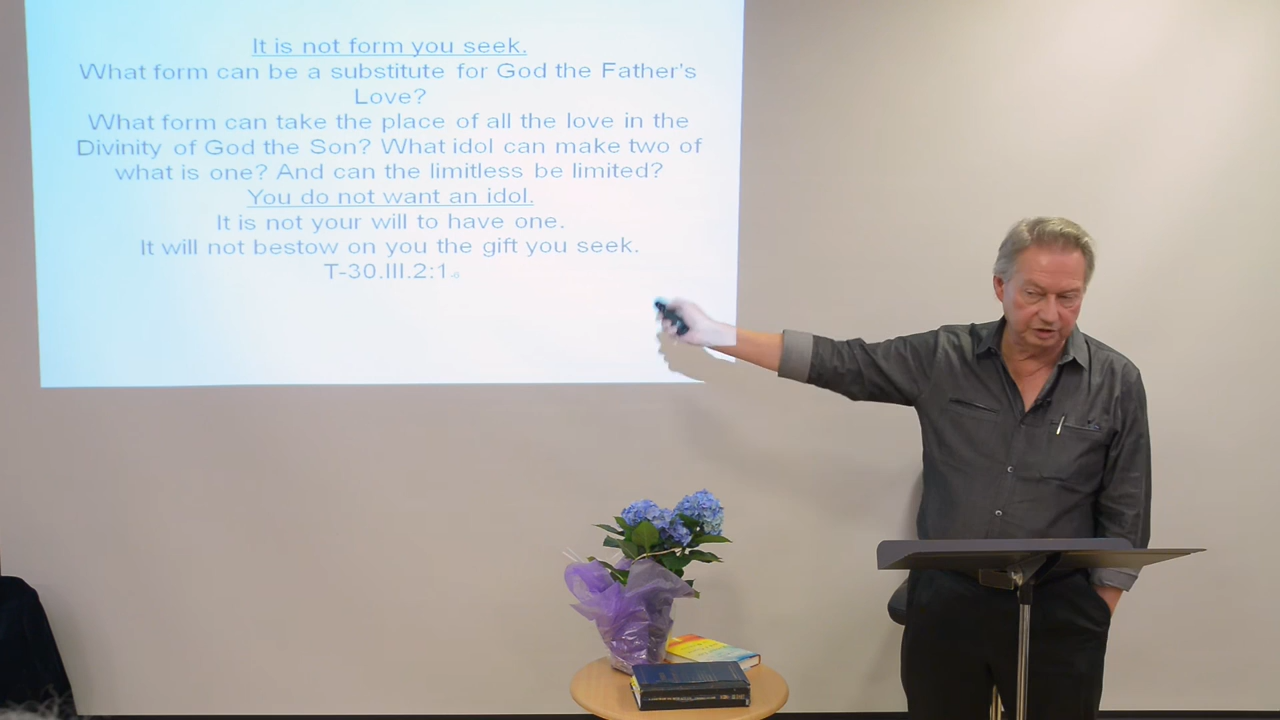 It is not form you seek.
What form can be a substitute for God the Father's
Love?
What form can take the place of all the love in the
Divinity of God the Son? What idol can make two of
what is one? And can the limitless be limited?
You do not want an idol.
It is not your will to have one.
It will not bestow on you the gift you seek.
T-30.III.2:1